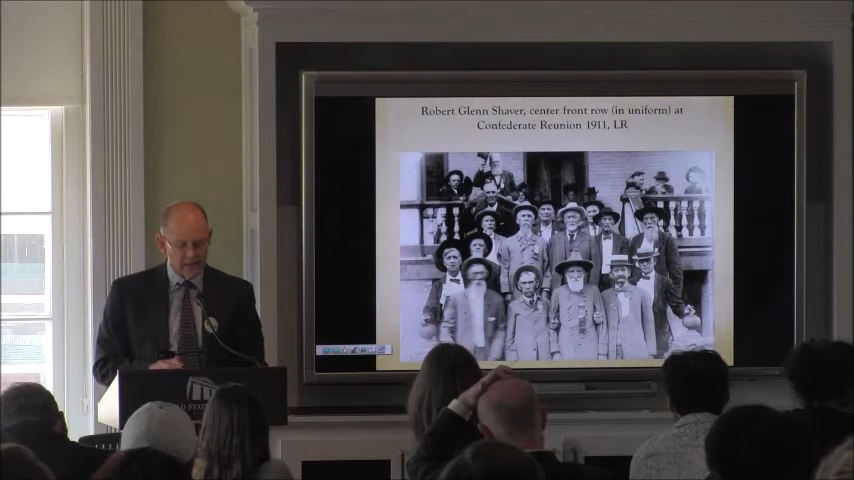 Robert Glenn Shaver, center front row (in uniform) at
Confederate Reunion 1911, LR